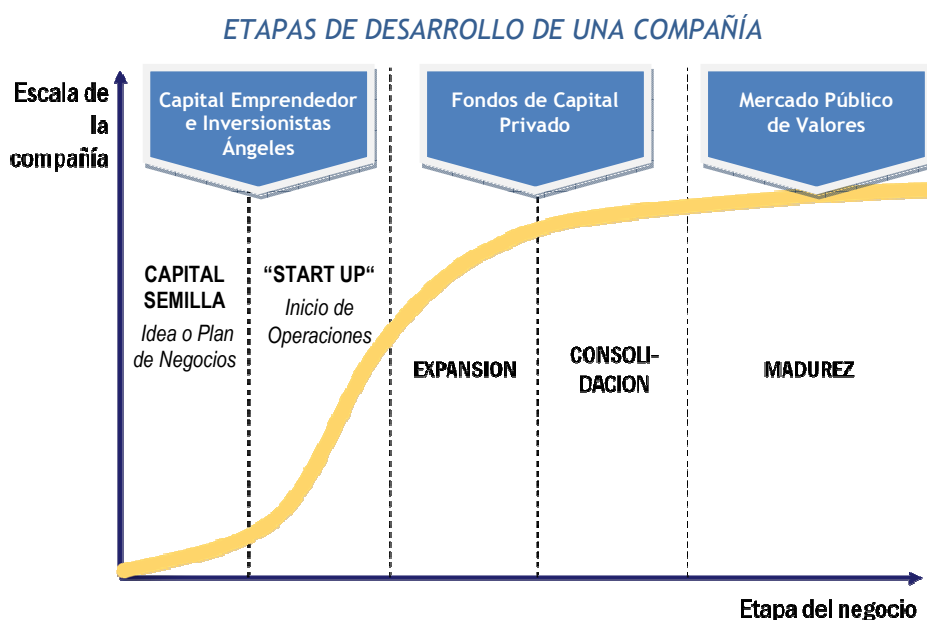 ETAPAS DE DESARROLLO DE UNA COMPAÑÍA
Escala de
la
compañía
Capital Emprendedor
e Inversionistas
Ángeles
Fondos de Capital
Privado
Mercado Público
de Valores
CAPITAL
SEMILLA
Idea o Plan
de Negocios
“START UP“
Inicio de
Operaciones
EXPANSION
CONSOLI-
DACION
MADUREZ
Etapa del negocio